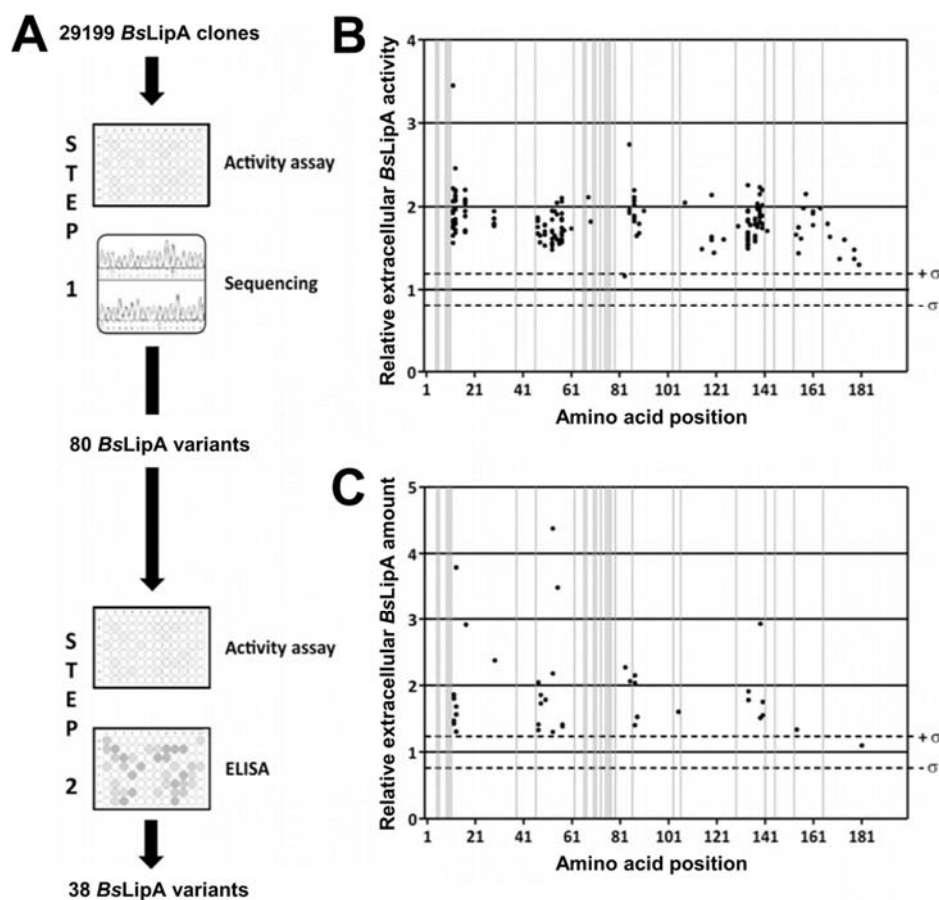 A
29199 BsLipA clones
STEP 1
Activity assay
Sequencing
80 BsLipA variants
STEP 2
Activity assay
ELISA
38 BsLipA variants
B
Relative extracellular BsLipA activity
4
3
2
1
0
+ σ
- σ
1 21 41 61 81 101 121 141 161 181
Amino acid position
C
Relative extracellular BsLipA amount
5
4
3
2
1
0
+ σ
- σ
1 21 41 61 81 101 121 141 161 181
Amino acid position